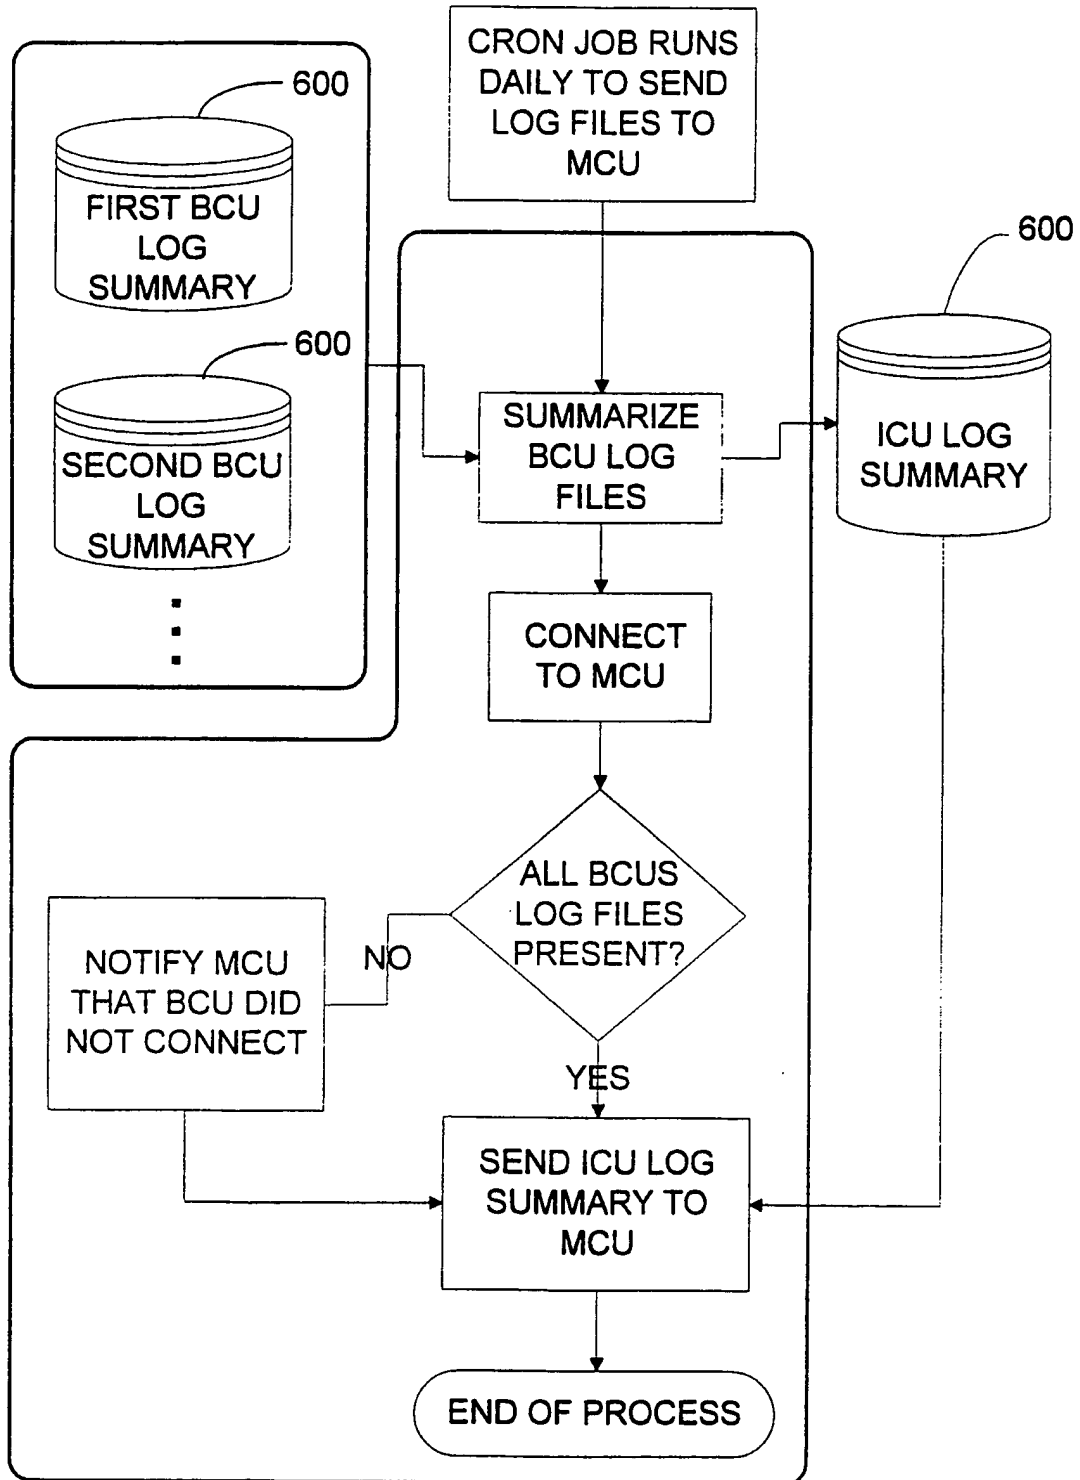 CRON JOB RUNS
DAILY TO SEND
LOG FILES TO
MCU
600
FIRST BCU
LOG
SUMMARY
600
SECOND BCU
LOG
SUMMARY
600
SUMMARIZE
BCU LOG
FILES
ICU LOG
SUMMARY
CONNECT
TO MCU
ALL BCUS
LOG FILES
PRESENT?
NO
NOTIFY MCU
THAT BCU DID
NOT CONNECT
YES
SEND ICU LOG
SUMMARY TO
MCU
END OF PROCESS